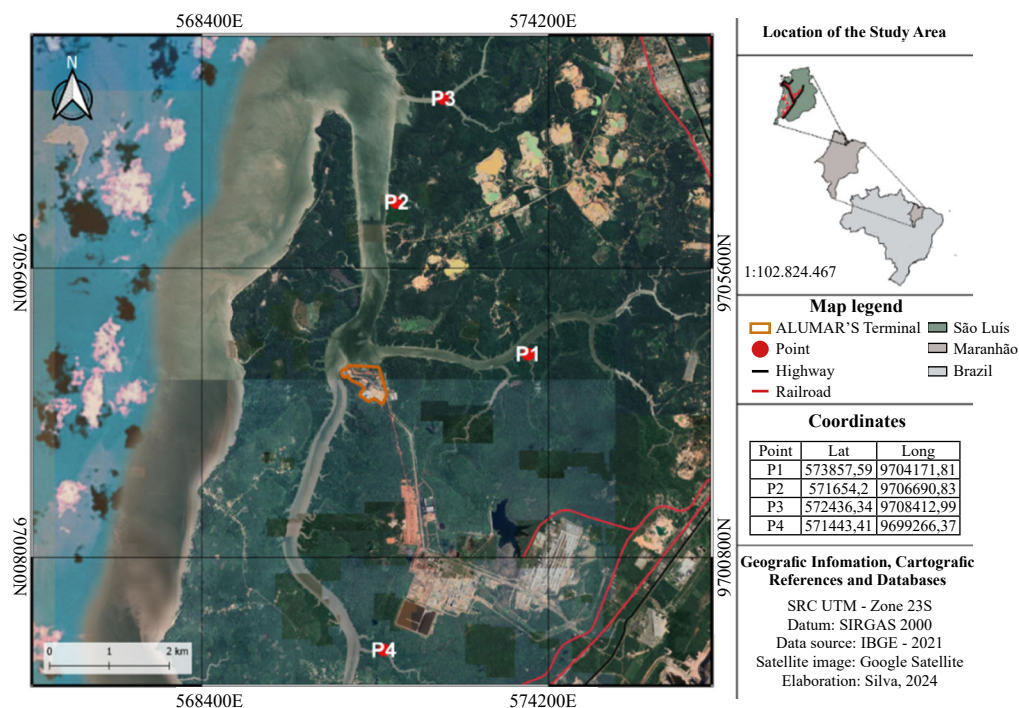 568400E
574200E
N
P3
P2
P1
P4
9705600N
9700800N
9705600N
9700800N
0 1 2 km
568400E
574200E
Location of the Study Area
1:102.824.467
Map legend
ALUMAR'S Terminal
Point
Highway
Railroad
São Luís
Maranhão
Brazil
Coordinates
Point Lat Long
P1 573857,59 9704171,81
P2 571654,2 9706690,83
P3 572436,34 9708412,99
P4 571443,41 9699266,37
Geografic Infomation, Cartografic
References and Databases
SRC UTM - Zone 23S
Datum: SIRGAS 2000
Data source: IBGE - 2021
Satellite image: Google Satellite
Elaboration: Silva, 2024